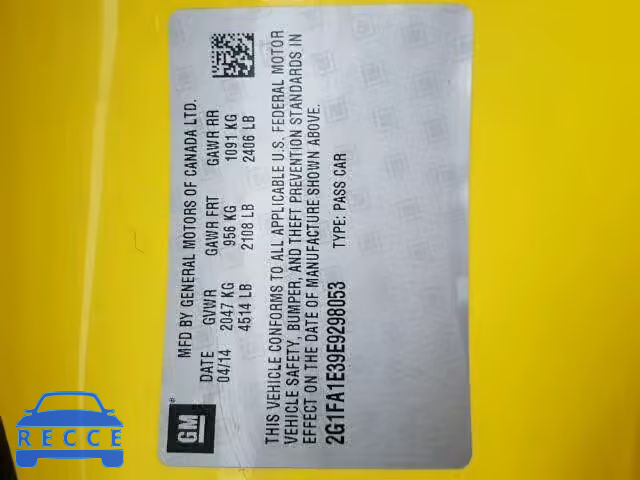 GM
®
MFD BY GENERAL MOTORS OF CANADA LTD.
DATE GVWR GAWR FRT GAWR RR
04/14 2047 KG 956 KG 1091 KG
4514 LB 2108 LB 2406 LB
THIS VEHICLE CONFORMS TO ALL APPLICABLE U.S. FEDERAL MOTOR
VEHICLE SAFETY, BUMPER, AND THEFT PREVENTION STANDARDS IN
EFFECT ON THE DATE OF MANUFACTURE SHOWN ABOVE.
2G1FA1E39E9298053 TYPE: PASS CAR
RECCE